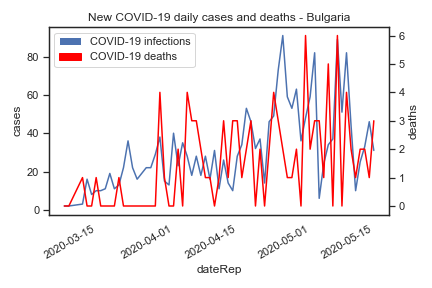 New COVID-19 daily cases and deaths - Bulgaria
COVID-19 infections
COVID-19 deaths
cases
80
60
40
20
0
deaths
6
5
4
3
2
1
0
2020-03-15
2020-04-01
2020-04-15
2020-05-01
2020-05-15
dateRep